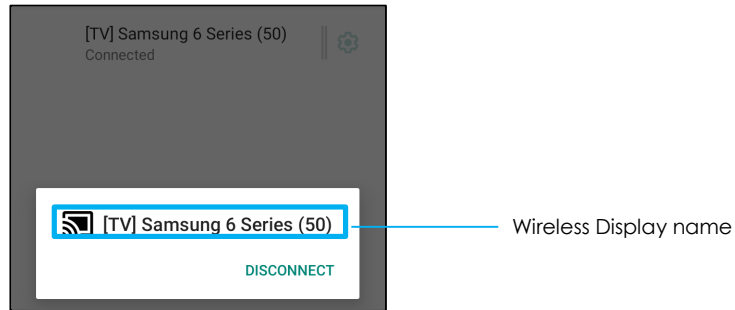 [TV] Samsung 6 Series (50)
Connected
[TV] Samsung 6 Series (50)
Wireless Display name
DISCONNECT